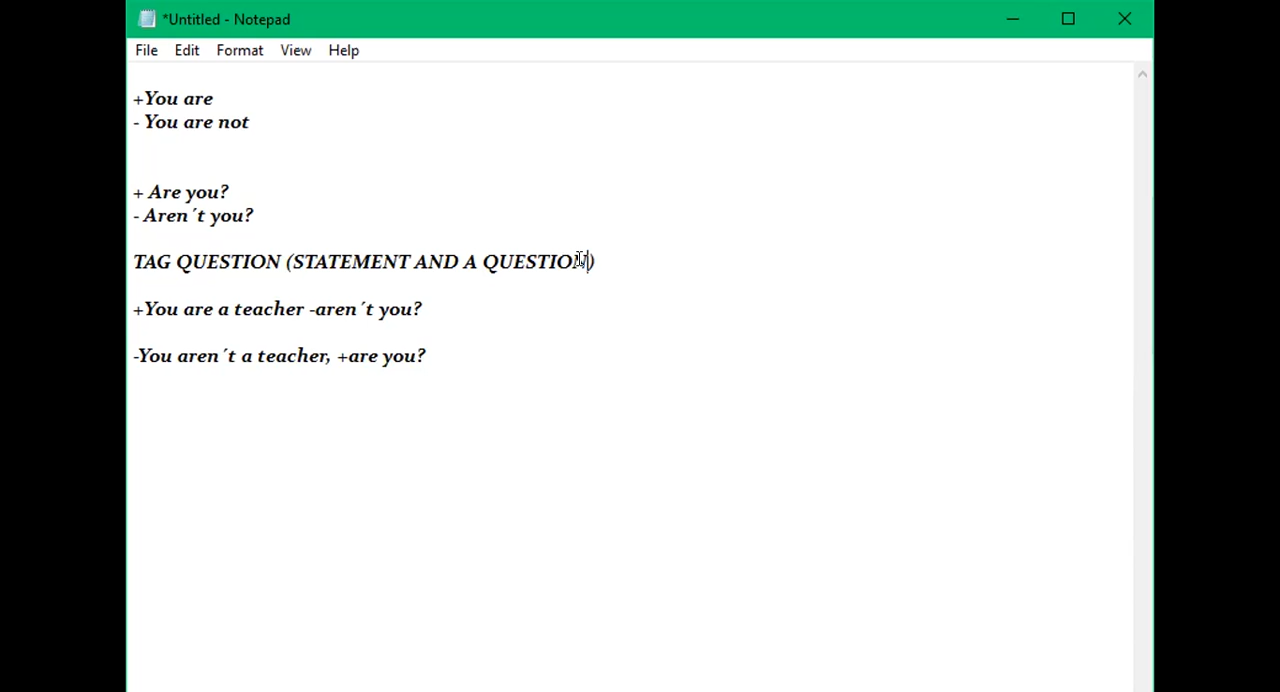 *Untitled - Notepad
File Edit Format View Help
+You are
- You are not
+ Are you?
- Aren´t you?
TAG QUESTION (STATEMENT AND A QUESTION)
+You are a teacher -aren´t you?
-You aren´t a teacher, +are you?